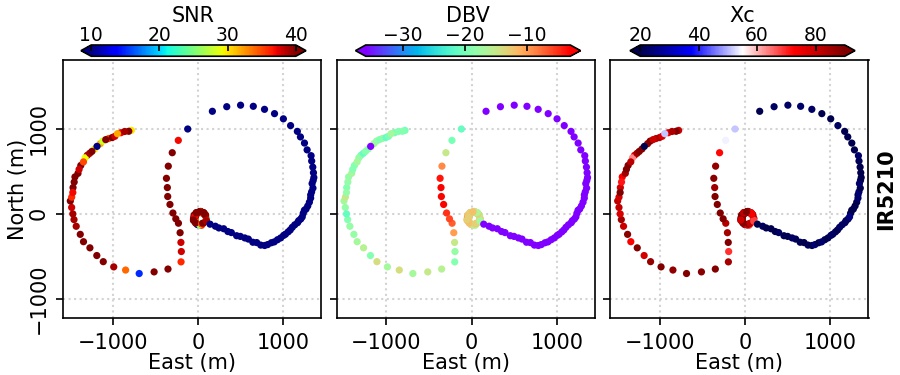 SNR DBV Xc
10 20 30 40 −30 −20 −10 20 40 60 80
1000
0
−1000
North (m)
−1000 0 1000 −1000 0 1000 −1000 0 1000
East (m) East (m) East (m)
IR5210